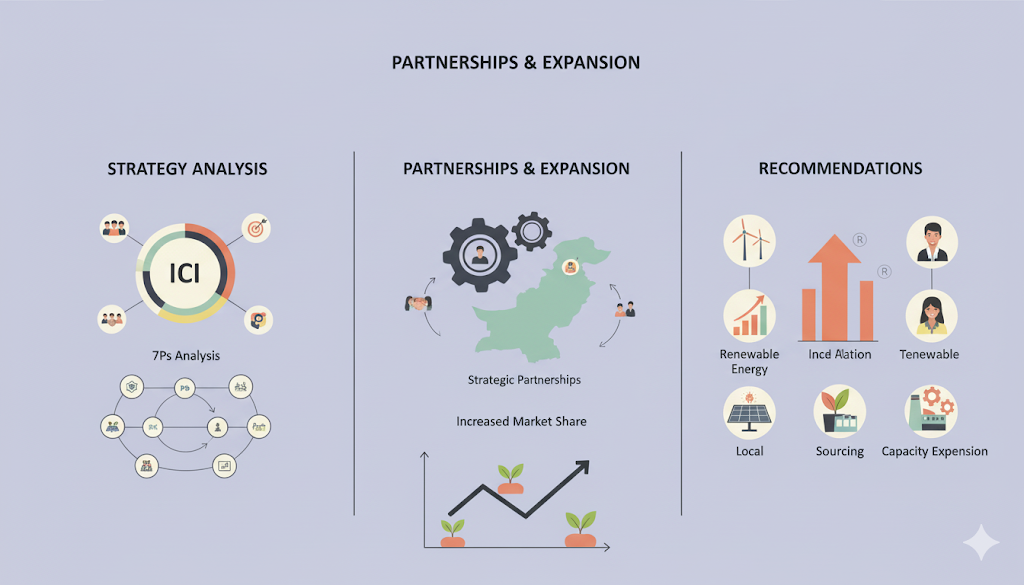 PARTNERSHIPS & EXPANSION
STRATEGY ANALYSIS
ICI
7Ps Analysis
PARTNERSHIPS & EXPANSION
Strategic Partnerships
Increased Market Share
RECOMMENDATIONS
®
®
Renewable
Energy
Incd Alation
Tenewable
Local
Sourcing
Capacity Expension